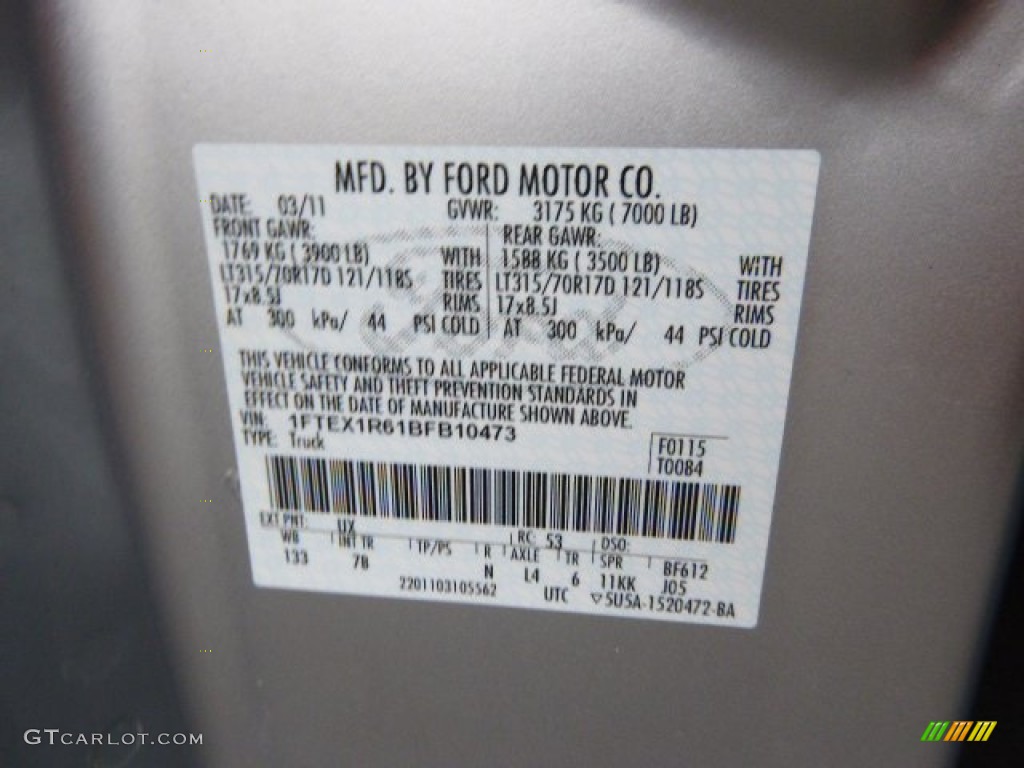 MFD. BY FORD MOTOR CO.
DATE: 03/11 GVWR: 3175 KG ( 7000 LB)
FRONT GAWR: REAR GAWR:
1769 KG ( 3900 LB) WITH 1588 KG ( 3500 LB) WITH
LT315/70R17D 121/118S TIRES LT315/70R17D 121/118S TIRES
17x8.5J RIMS 17x8.5J RIMS
AT 300 kPa/ 44 PSI COLD AT 300 kPa/ 44 PSI COLD
THIS VEHICLE CONFORMS TO ALL APPLICABLE FEDERAL MOTOR
VEHICLE SAFETY AND THEFT PREVENTION STANDARDS IN
EFFECT ON THE DATE OF MANUFACTURE SHOWN ABOVE.
VIN: 1FTEX1R61BFB10473
TYPE: Truck
F0115
T0084
EXT PNT: UX RC: 53 DSO:
WB INT TR TP/PS R AXLE TR SPR BF612
133 7B N L4 6 11KK J05
2201103105562 UTC ▽5U5A-1520472-BA
GTCARLOT.COM